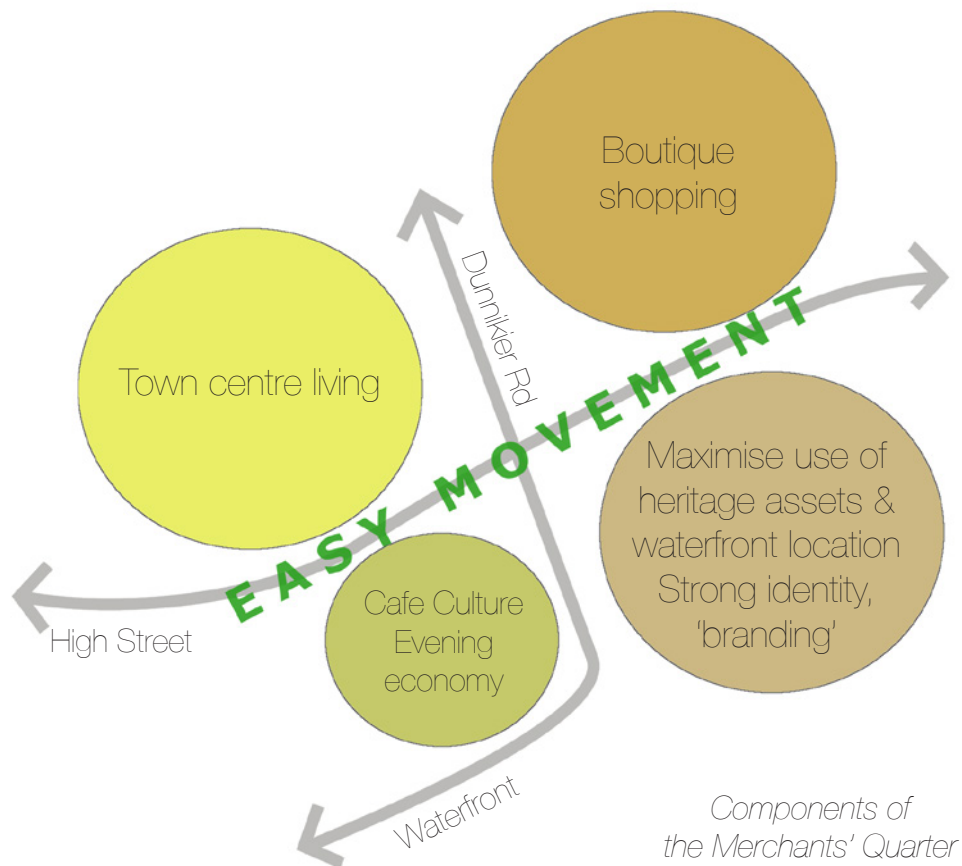 Boutique
shopping
Dunnikier Rd
Town centre living
EASY MOVEMENT
Maximise use of
heritage assets &
waterfront location
Strong identity,
‘branding’
Cafe Culture
Evening
economy
High Street
Waterfront
Components of
the Merchants’ Quarter